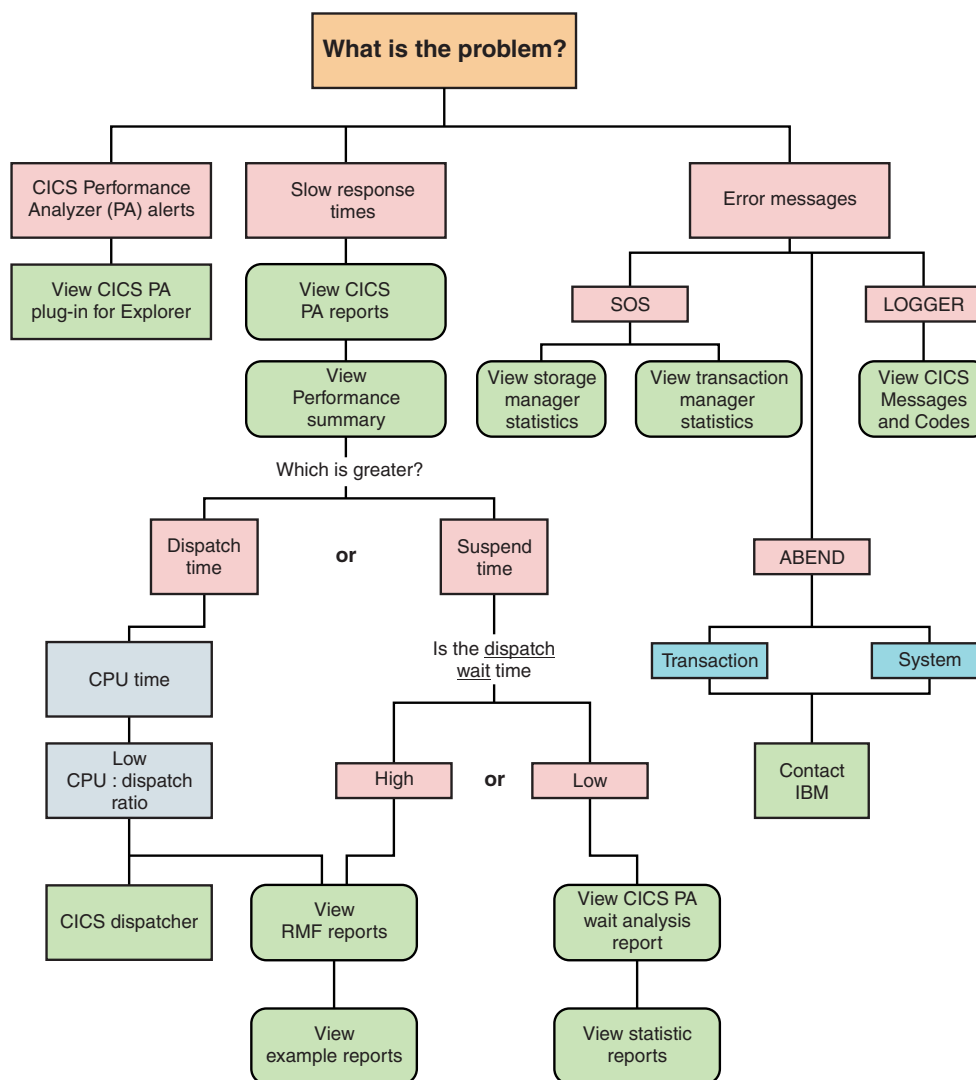 What is the problem?
CICS Performance
Analyzer (PA) alerts
Slow response
times
Error messages
View CICS PA
plug-in for Explorer
View CICS
PA reports
SOS
LOGGER
View
Performance
summary
View storage
manager
statistics
View transaction
manager
statistics
View CICS
Messages
and Codes
Which is greater?
Dispatch
time
or
Suspend
time
ABEND
CPU time
Is the dispatch
wait time
Transaction
System
Low
CPU : dispatch
ratio
High
or
Low
Contact
IBM
CICS dispatcher
View
RMF reports
View CICS PA
wait analysis
report
View
example reports
View statistic
reports